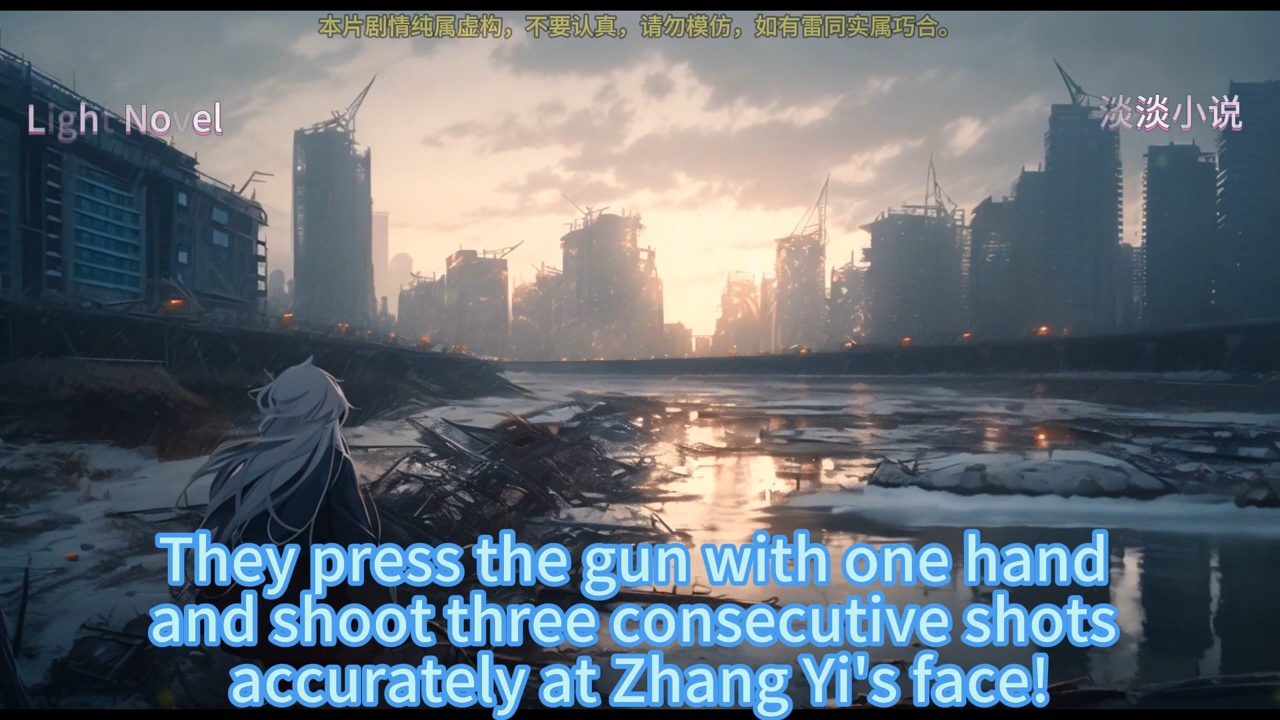 本片剧情纯属虚构，不要认真，请勿模仿，如有雷同实属巧合。
Light Novel
淡淡小说
They press the gun with one hand
and shoot three consecutive shots
accurately at Zhang Yi's face!